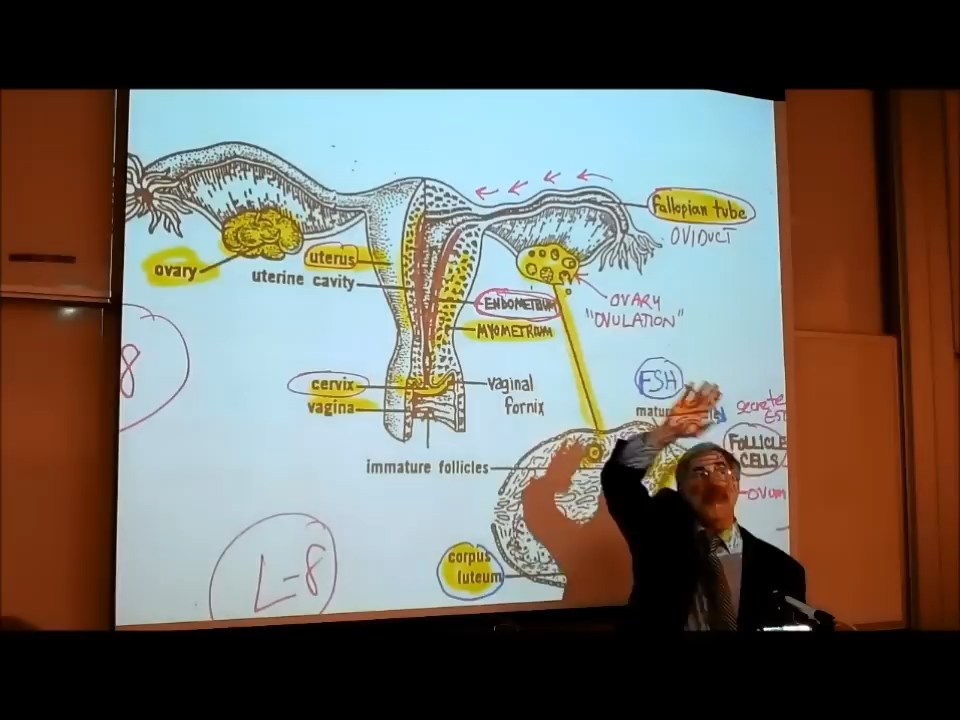 fallopian tube
OVIDUCT
ovary
uterus
uterine cavity
ENDOMETRIUM
MYOMETRIUM
OVARY
"OVULATION"
8
cervix
vagina
vaginal
fornix
FSH
FOLLICLE
CELLS
OVUM
immature follicles
corpus
luteum
L-8